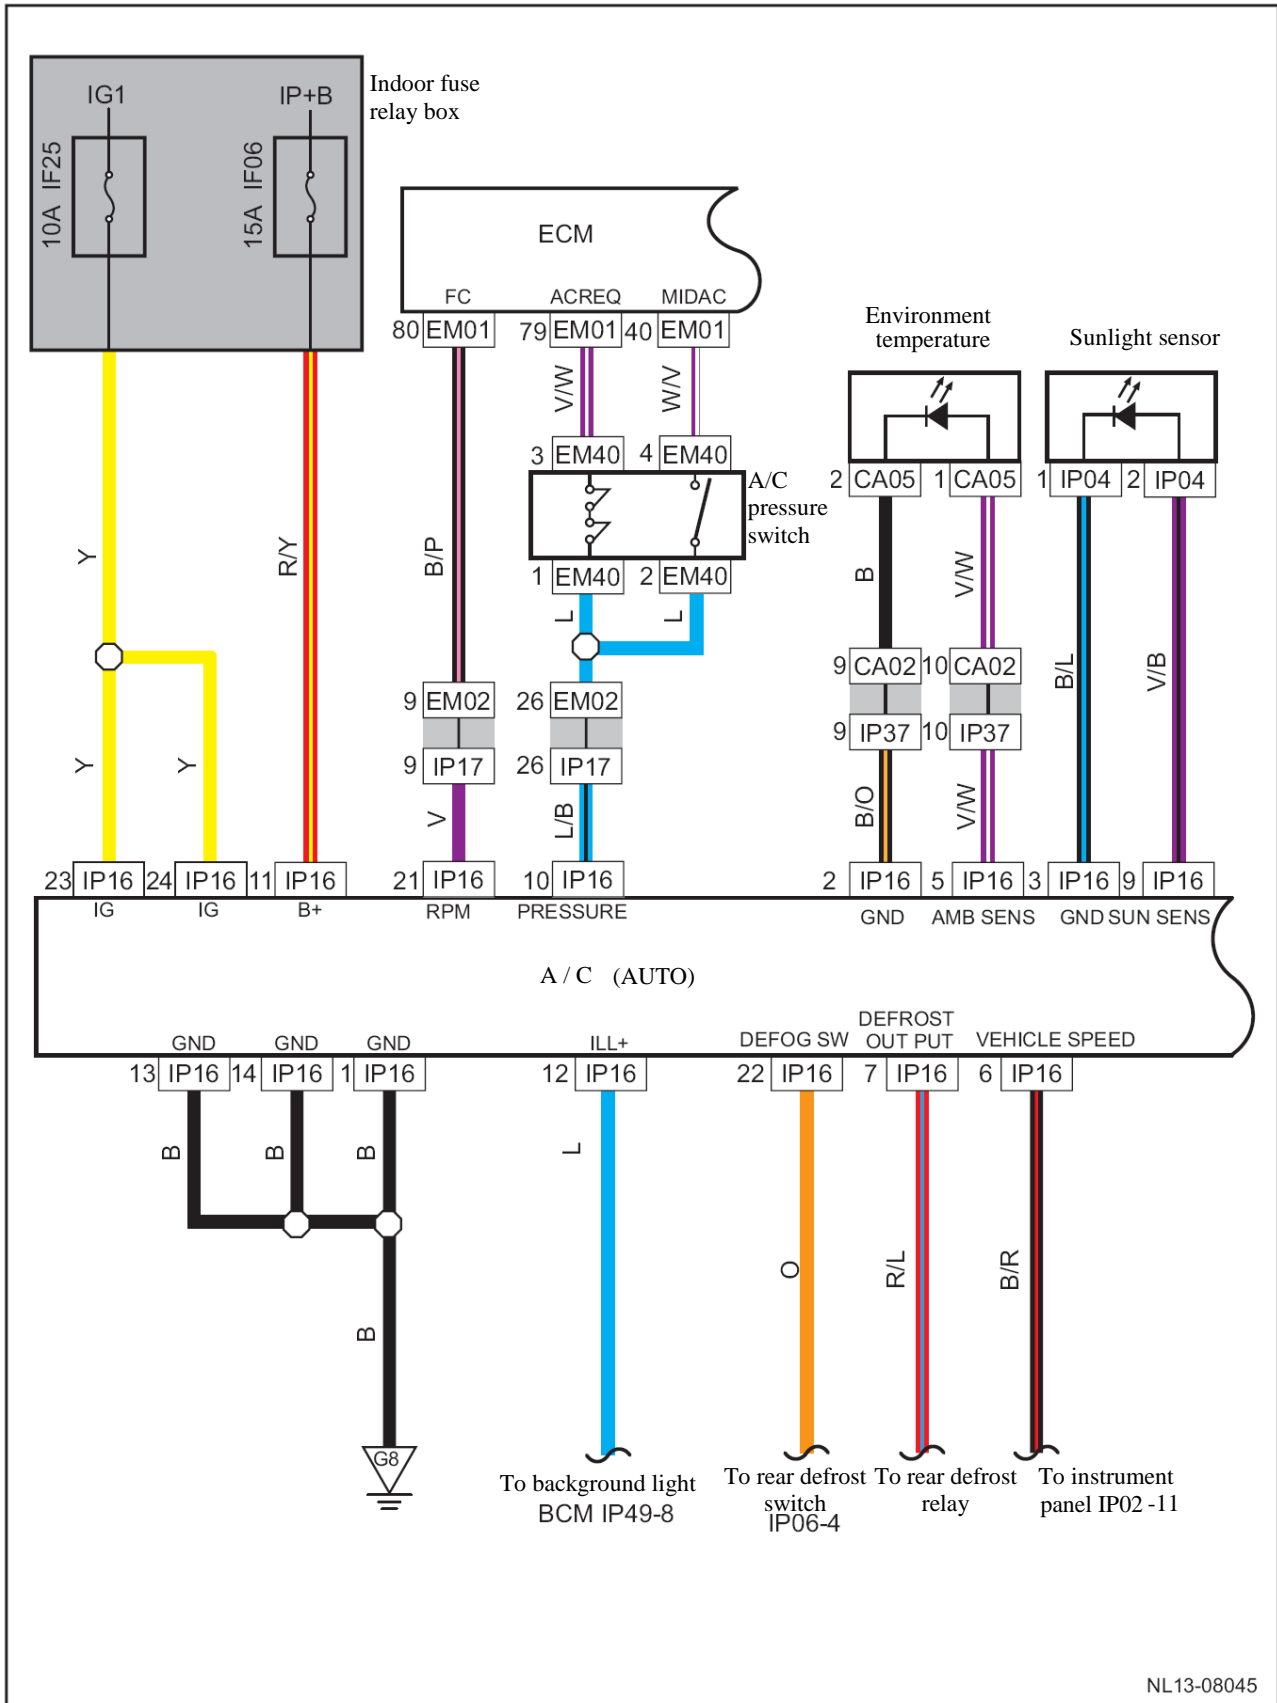 IG1
IP+B
Indoor fuse
relay box
10A IF25
15A IF06
ECM
FC
ACREQ
MIDAC
80 EM01
79 EM01
40 EM01
Environment
temperature
Sunlight sensor
V/W
W/V
3 EM40
4 EM40
A/C
pressure
switch
1 EM40
2 EM40
2 CA05
1 CA05
1 IP04
2 IP04
Y
R/Y
B/P
L
L
B
V/W
B/L
V/B
9 CA02
10 CA02
9 EM02
26 EM02
9 IP37
10 IP37
9 IP17
26 IP17
Y
Y
V
L/B
B/O
V/W
23 IP16
24 IP16
11 IP16
21 IP16
10 IP16
2 IP16
5 IP16
3 IP16
9 IP16
IG
IG
B+
RPM
PRESSURE
GND
AMB SENS
GND
SUN SENS
A / C (AUTO)
GND
GND
GND
ILL+
DEFOG SW
DEFROST
OUT PUT
VEHICLE SPEED
13 IP16
14 IP16
1 IP16
12 IP16
22 IP16
7 IP16
6 IP16
B
B
B
L
O
R/L
B/R
B
G8
To background light
BCM IP49-8
To rear defrost
switch
IP06-4
To rear defrost
relay
To instrument
panel IP02 -11
NL13-08045